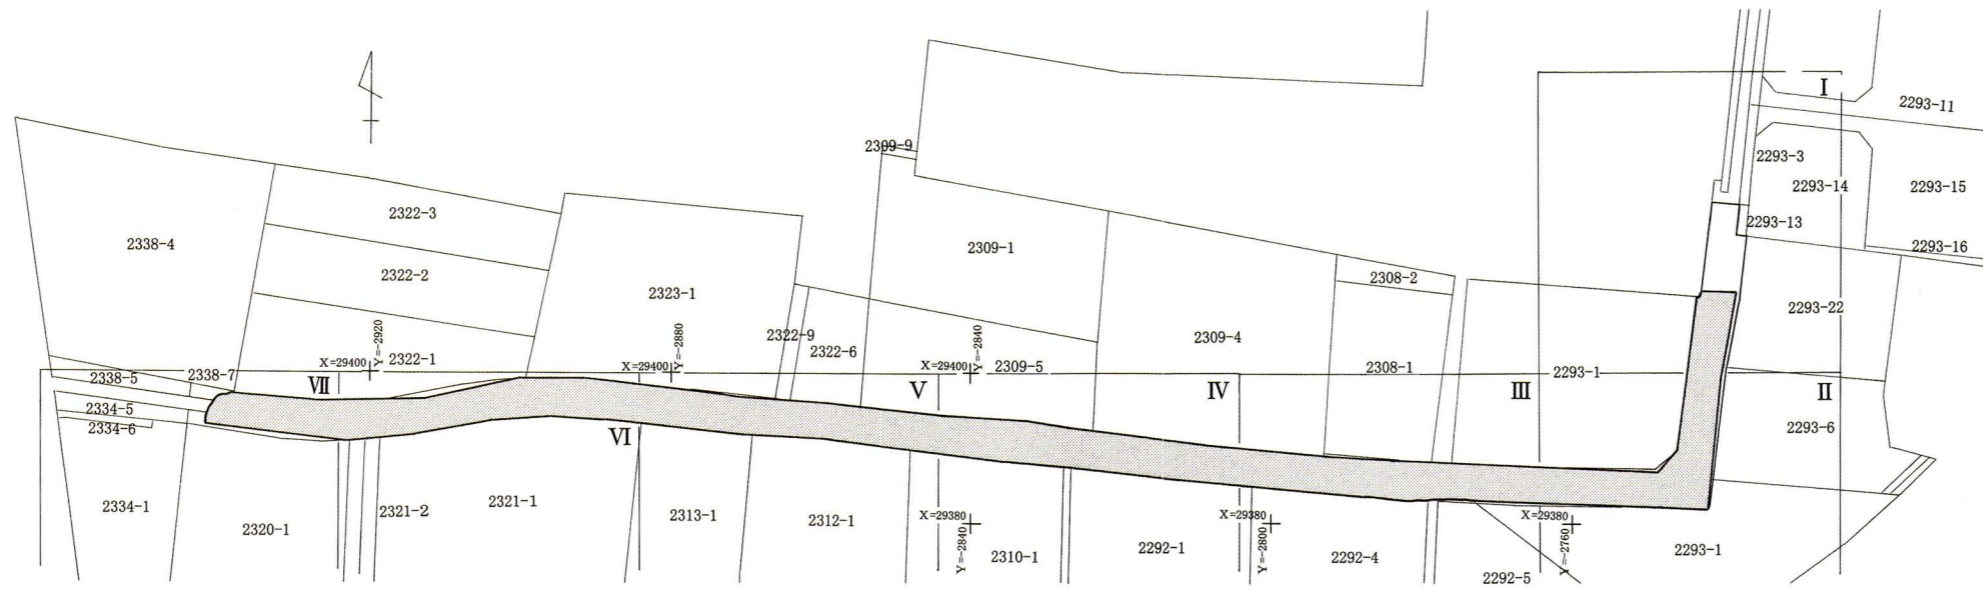 I
2293-11
2309-9
2293-3
2293-14
2293-15
2322-3
2293-13
2338-4
2309-1
2293-16
2322-2
2308-2
2323-1
2293-22
2322-9
2309-4
2322-6
X=29400
Y=-2920
2322-1
X=29400
Y=-2880
X=29400
Y=-2840
2309-5
2308-1
2293-1
2338-5
2338-7
VII
V
IV
III
II
2334-5
2334-6
VI
2293-6
2334-1
2320-1
2321-2
2321-1
2313-1
2312-1
X=29380
Y=-2840
2310-1
2292-1
X=29380
Y=-2800
2292-4
X=29380
Y=-2760
2292-5
2293-1